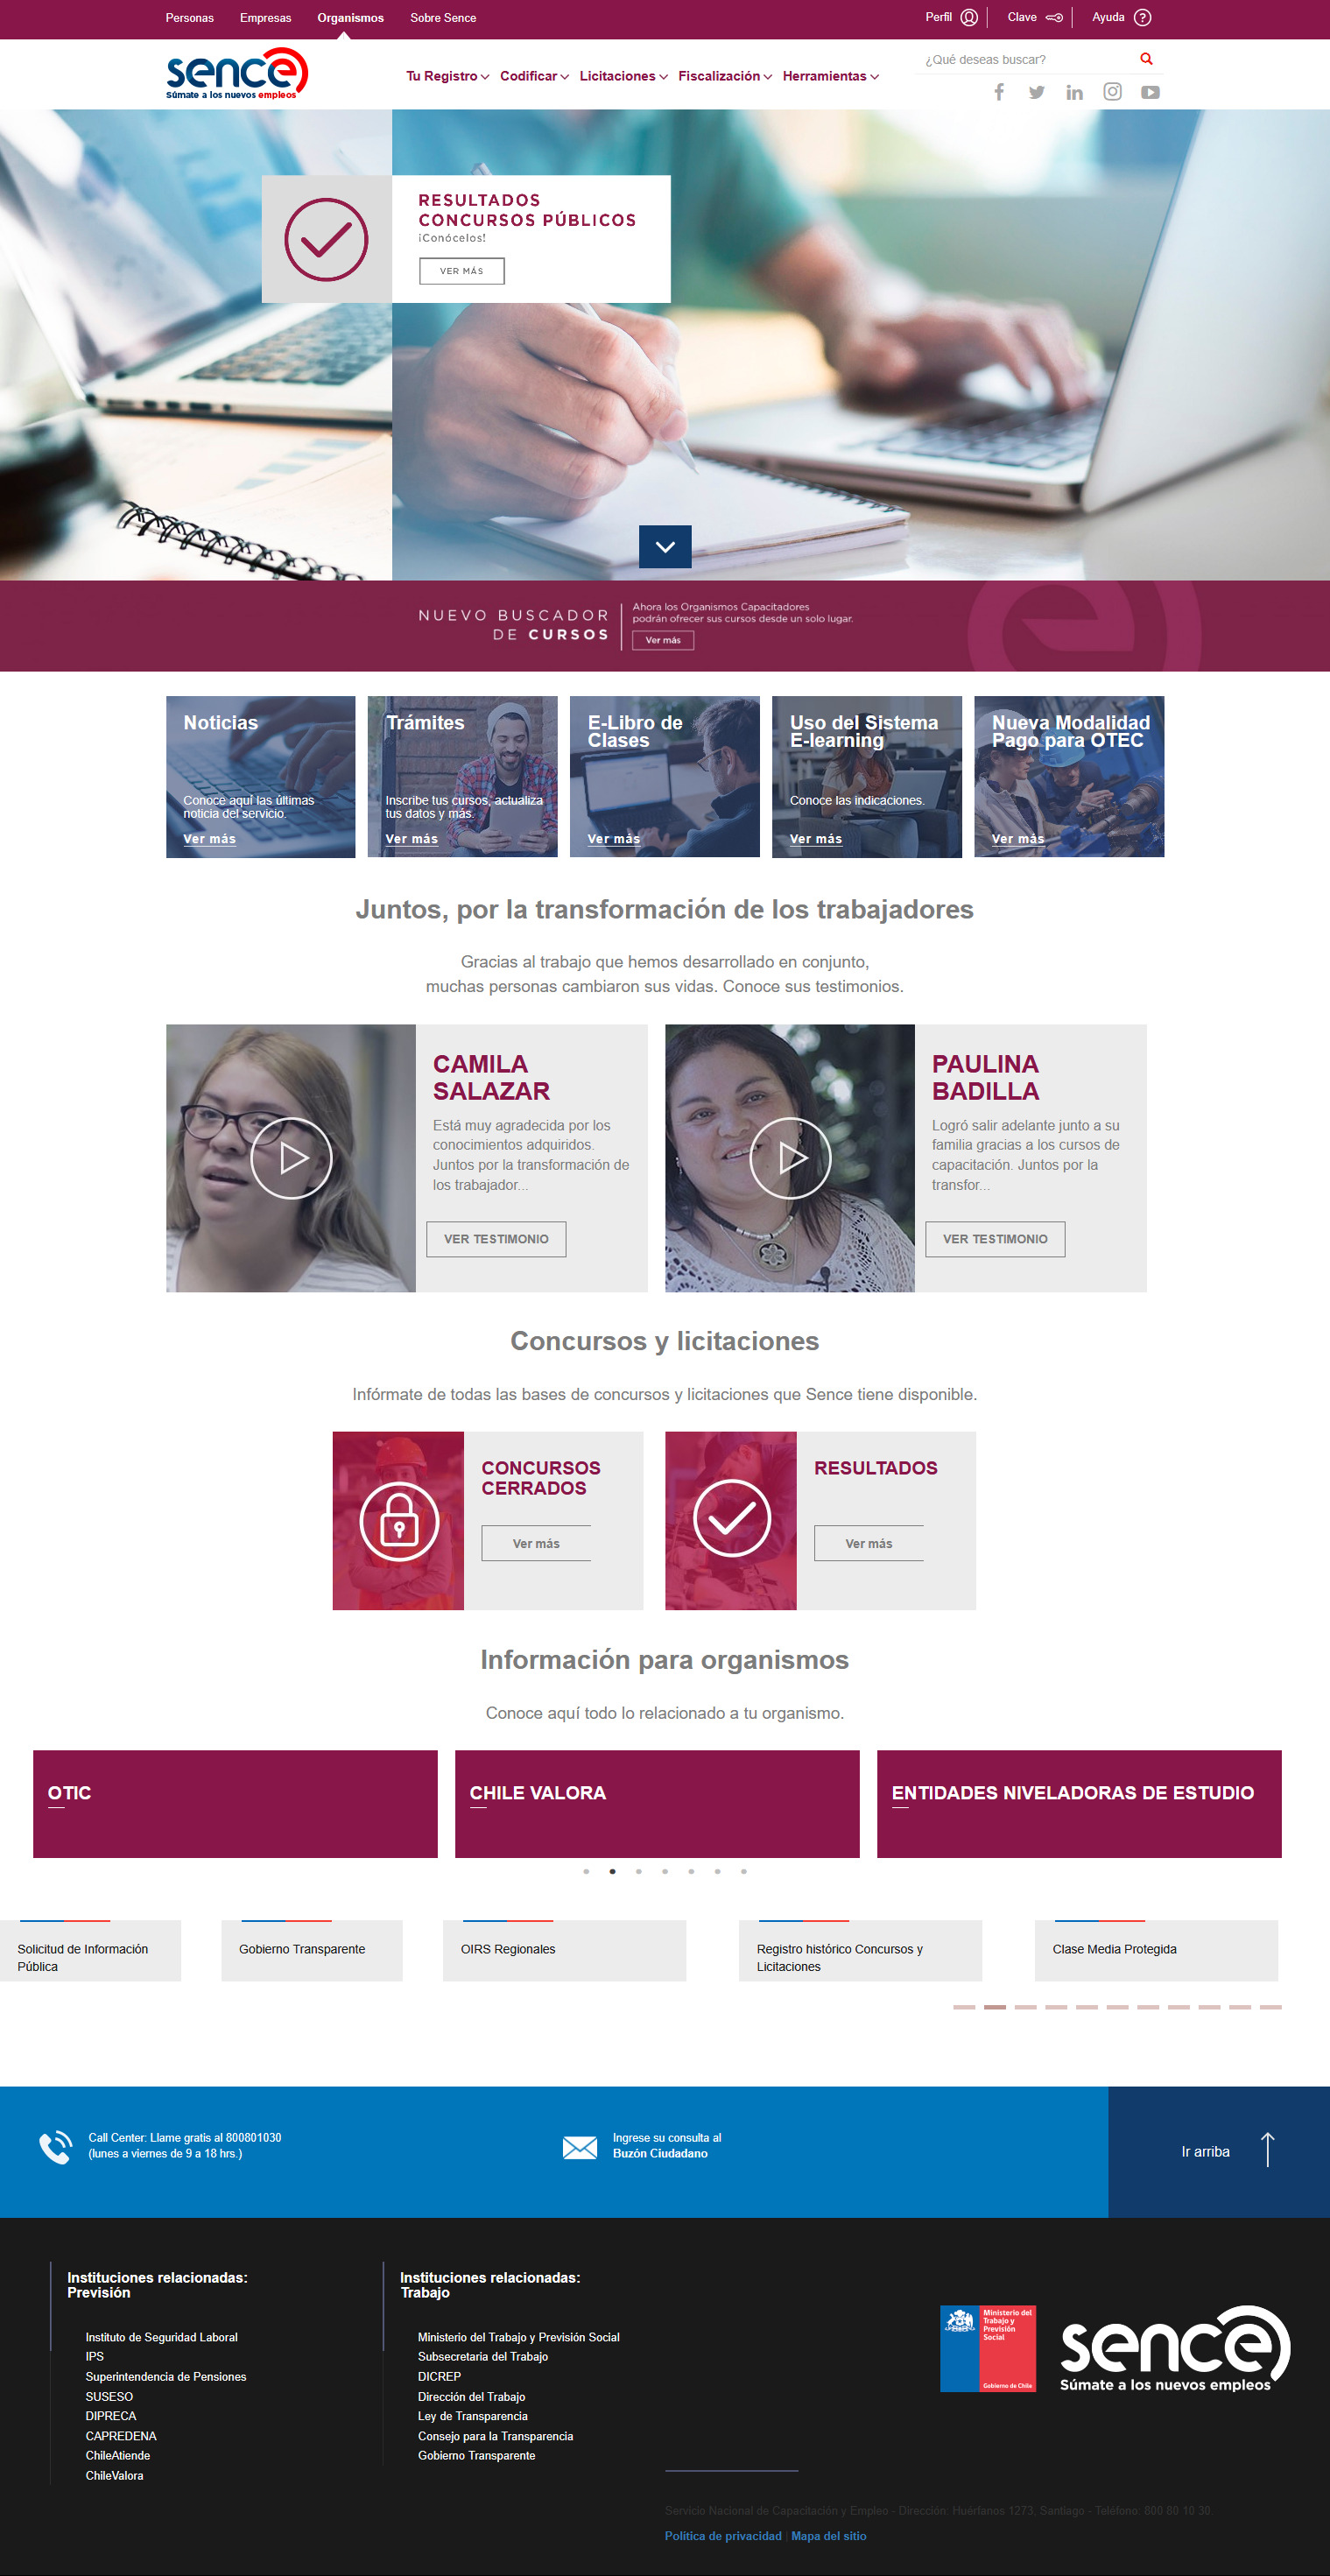 Personas Empresas Organismos Sobre Sence Perfil Clave Ayuda
sence
Súmate a los nuevos empleos
Tu Registro Codificar Licitaciones Fiscalización Herramientas
¿Qué deseas buscar?
RESULTADOS
CONCURSOS PÚBLICOS
¡Conócelos!
VER MÁS
NUEVO BUSCADOR
DE CURSOS
Ahora los Organismos Capacitadores
podrán ofrecer sus cursos desde un solo lugar.
Ver más
Noticias
Conoce aquí las últimas
noticia del servicio.
Ver más
Trámites
Inscribe tus cursos, actualiza
tus datos y más.
Ver más
E-Libro de
Clases
Ver más
Uso del Sistema
E-learning
Conoce las indicaciones.
Ver más
Nueva Modalidad
Pago para OTEC
Ver más
Juntos, por la transformación de los trabajadores
Gracias al trabajo que hemos desarrollado en conjunto,
muchas personas cambiaron sus vidas. Conoce sus testimonios.
CAMILA
SALAZAR
Está muy agradecida por los
conocimientos adquiridos.
Juntos por la transformación de
los trabajador...
VER TESTIMONIO
PAULINA
BADILLA
Logró salir adelante junto a su
familia gracias a los cursos de
capacitación. Juntos por la
transfor...
VER TESTIMONIO
Concursos y licitaciones
Infórmate de todas las bases de concursos y licitaciones que Sence tiene disponible.
CONCURSOS
CERRADOS
Ver más
RESULTADOS
Ver más
Información para organismos
Conoce aquí todo lo relacionado a tu organismo.
OTIC
CHILE VALORA
ENTIDADES NIVELADORAS DE ESTUDIO
Solicitud de Información
Pública
Gobierno Transparente
OIRS Regionales
Registro histórico Concursos y
Licitaciones
Clase Media Protegida
Call Center: Llame gratis al 800801030
(lunes a viernes de 9 a 18 hrs.)
Ingrese su consulta al
Buzón Ciudadano
Ir arriba
Instituciones relacionadas:
Previsión
Instituto de Seguridad Laboral
IPS
Superintendencia de Pensiones
SUSESO
DIPRECA
CAPREDENA
ChileAtiende
ChileValora
Instituciones relacionadas:
Trabajo
Ministerio del Trabajo y Previsión Social
Subsecretaria del Trabajo
DICREP
Dirección del Trabajo
Ley de Transparencia
Consejo para la Transparencia
Gobierno Transparente
Ministerio del
Trabajo y
Previsión
Social
Gobierno de Chile
sence
Súmate a los nuevos empleos
Servicio Nacional de Capacitación y Empleo - Dirección: Huérfanos 1273, Santiago - Teléfono: 800 80 10 30.
Política de privacidad | Mapa del sitio